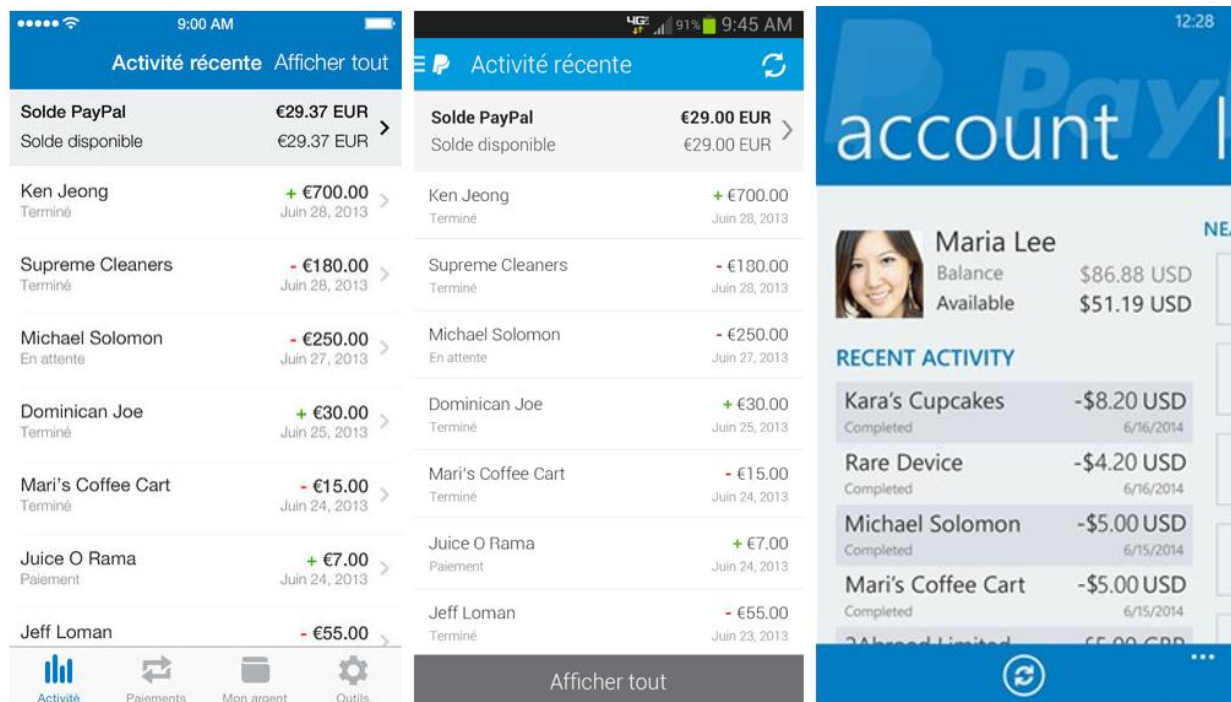 9:00 AM
Activité récente Afficher tout
Solde PayPal €29.37 EUR
Solde disponible €29.37 EUR
Ken Jeong + €700.00
Terminé Juin 28, 2013
Supreme Cleaners - €180.00
Terminé Juin 28, 2013
Michael Solomon - €250.00
En attente Juin 27, 2013
Dominican Joe + €30.00
Terminé Juin 25, 2013
Mari's Coffee Cart - €15.00
Terminé Juin 24, 2013
Juice O Rama + €7.00
Paiement Juin 24, 2013
Jeff Loman - €55.00
Activité Paiements Mon argent Outils
4G 91% 9:45 AM
Activité récente
Solde PayPal €29.00 EUR
Solde disponible €29.00 EUR
Ken Jeong + €700.00
Terminé Juin 28, 2013
Supreme Cleaners - €180.00
Terminé Juin 28, 2013
Michael Solomon - €250.00
En attente Juin 27, 2013
Dominican Joe + €30.00
Terminé Juin 25, 2013
Mari's Coffee Cart - €15.00
Terminé Juin 24, 2013
Juice O Rama + €7.00
Paiement Juin 24, 2013
Jeff Loman - €55.00
Terminé Juin 23, 2013
Afficher tout
12:28
Pay
account
Maria Lee
Balance $86.88 USD
Available $51.19 USD
RECENT ACTIVITY
Kara's Cupcakes -$8.20 USD
Completed 6/16/2014
Rare Device -$4.20 USD
Completed 6/16/2014
Michael Solomon -$5.00 USD
Completed 6/15/2014
Mari's Coffee Cart -$5.00 USD
Completed 6/15/2014